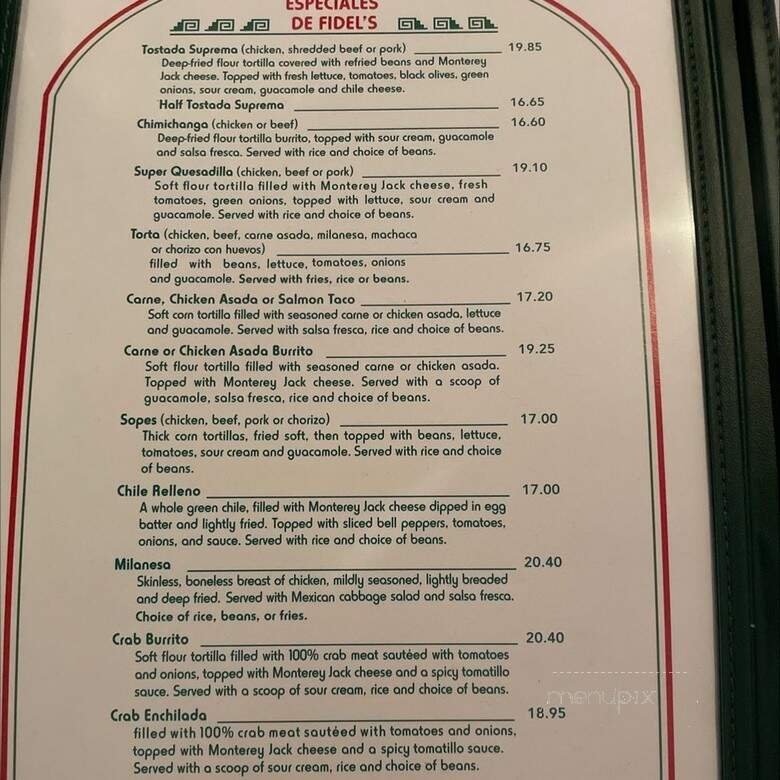 ESPECIALES
DE FIDEL'S
Tostada Suprema (chicken, shredded beef or pork) 19.85
Deep-fried flour tortilla covered with refried beans and Monterey
Jack cheese. Topped with fresh lettuce, tomatoes, black olives, green
onions, sour cream, guacamole and chile cheese.
Half Tostada Suprema 16.65
Chimichanga (chicken or beef) 16.60
Deep-fried flour tortilla burrito, topped with sour cream, guacamole
and salsa fresca. Served with rice and choice of beans.
Super Quesadilla (chicken, beef or pork) 19.10
Soft flour tortilla filled with Monterey Jack cheese, fresh
tomatoes, green onions, topped with lettuce, sour cream and
guacamole. Served with rice and choice of beans.
Torta (chicken, beef, carne asada, milanesa, machaca
or chorizo con huevos) 16.75
filled with beans, lettuce, tomatoes, onions
and guacamole. Served with fries, rice or beans.
Carne, Chicken Asada or Salmon Taco 17.20
Soft corn tortilla filled with seasoned carne or chicken asada, lettuce
and guacamole. Served with salsa fresca, rice and choice of beans.
Carne or Chicken Asada Burrito 19.25
Soft flour tortilla filled with seasoned carne or chicken asada.
Topped with Monterey Jack cheese. Served with a scoop of
guacamole, salsa fresca, rice and choice of beans.
Sopes (chicken, beef, pork or chorizo) 17.00
Thick corn tortillas, fried soft, then topped with beans, lettuce,
tomatoes, sour cream and guacamole. Served with rice and choice
of beans.
Chile Relleno 17.00
A whole green chile, filled with Monterey Jack cheese dipped in egg
batter and lightly fried. Topped with sliced bell peppers, tomatoes,
onions, and sauce. Served with rice and choice of beans.
Milanesa 20.40
Skinless, boneless breast of chicken, mildly seasoned, lightly breaded
and deep fried. Served with Mexican cabbage salad and salsa fresca.
Choice of rice, beans, or fries.
Crab Burrito 20.40
Soft flour tortilla filled with 100% crab meat sautéed with tomatoes
and onions, topped with Monterey Jack cheese and a spicy tomatillo
sauce. Served with a scoop of sour cream, rice and choice of beans.
menupix
Crab Enchilada 18.95
filled with 100% crab meat sautéed with tomatoes and onions,
topped with Monterey Jack cheese and a spicy tomatillo sauce.
Served with a scoop of sour cream, rice and choice of beans.